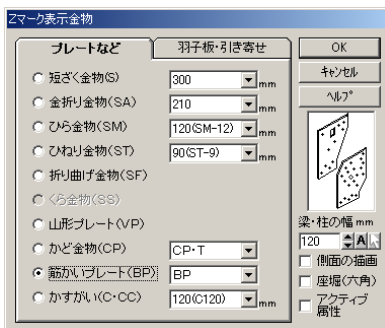 Zマーク表示金物
プレートなど
羽子板・引き寄せ
短ざく金物(S)
300
mm
金折り金物(SA)
210
mm
ひら金物(SM)
120(SM-12)
mm
ひねり金物(ST)
90(ST-9)
mm
折り曲げ金物(SF)
くら金物(SS)
山形プレート(VP)
かど金物(CP)
CP・T
筋かいプレート(BP)
BP
かすがい(C・CC)
120(C120)
mm
OK
キャンセル
ヘルプ
梁・柱の幅 mm
120
A
側面の描画
座堀(六角)
アクティブ
属性